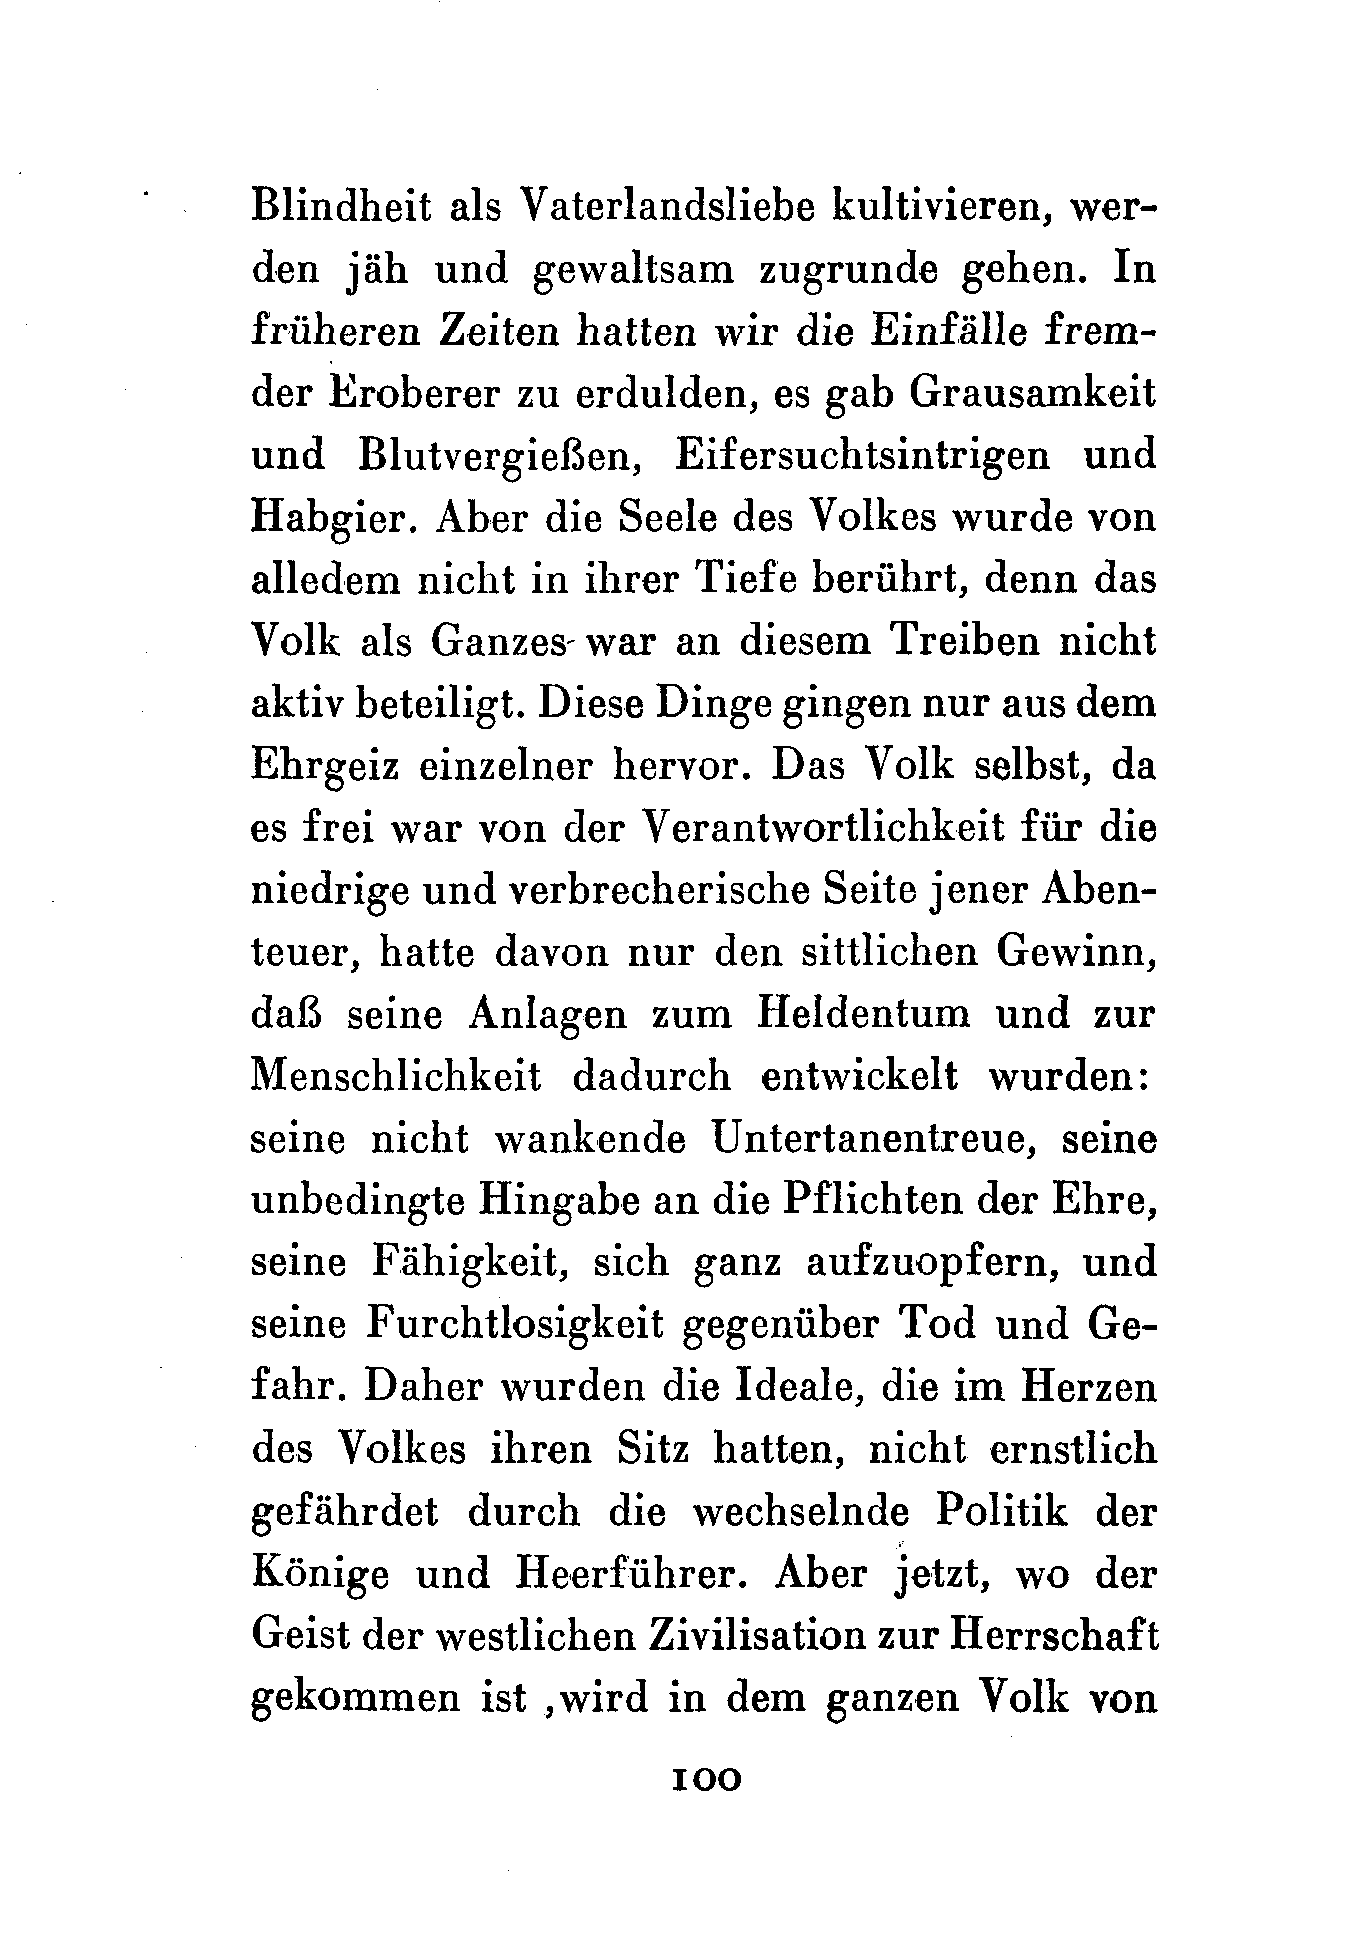 Blindheit als Vaterlandsliebe kultivieren, wer-
den jäh und gewaltsam zugrunde gehen. In
früheren Zeiten hatten wir die Einfälle frem-
der Eroberer zu erdulden, es gab Grausamkeit
und Blutvergießen, Eifersuchtsintrigen und
Habgier. Aber die Seele des Volkes wurde von
alledem nicht in ihrer Tiefe berührt, denn das
Volk als Ganzes war an diesem Treiben nicht
aktiv beteiligt. Diese Dinge gingen nur aus dem
Ehrgeiz einzelner hervor. Das Volk selbst, da
es frei war von der Verantwortlichkeit für die
niedrige und verbrecherische Seite jener Aben-
teuer, hatte davon nur den sittlichen Gewinn,
daß seine Anlagen zum Heldentum und zur
Menschlichkeit dadurch entwickelt wurden:
seine nicht wankende Untertanentreue, seine
unbedingte Hingabe an die Pflichten der Ehre,
seine Fähigkeit, sich ganz aufzuopfern, und
seine Furchtlosigkeit gegenüber Tod und Ge-
fahr. Daher wurden die Ideale, die im Herzen
des Volkes ihren Sitz hatten, nicht ernstlich
gefährdet durch die wechselnde Politik der
Könige und Heerführer. Aber jetzt, wo der
Geist der westlichen Zivilisation zur Herrschaft
gekommen ist ,wird in dem ganzen Volk von
100